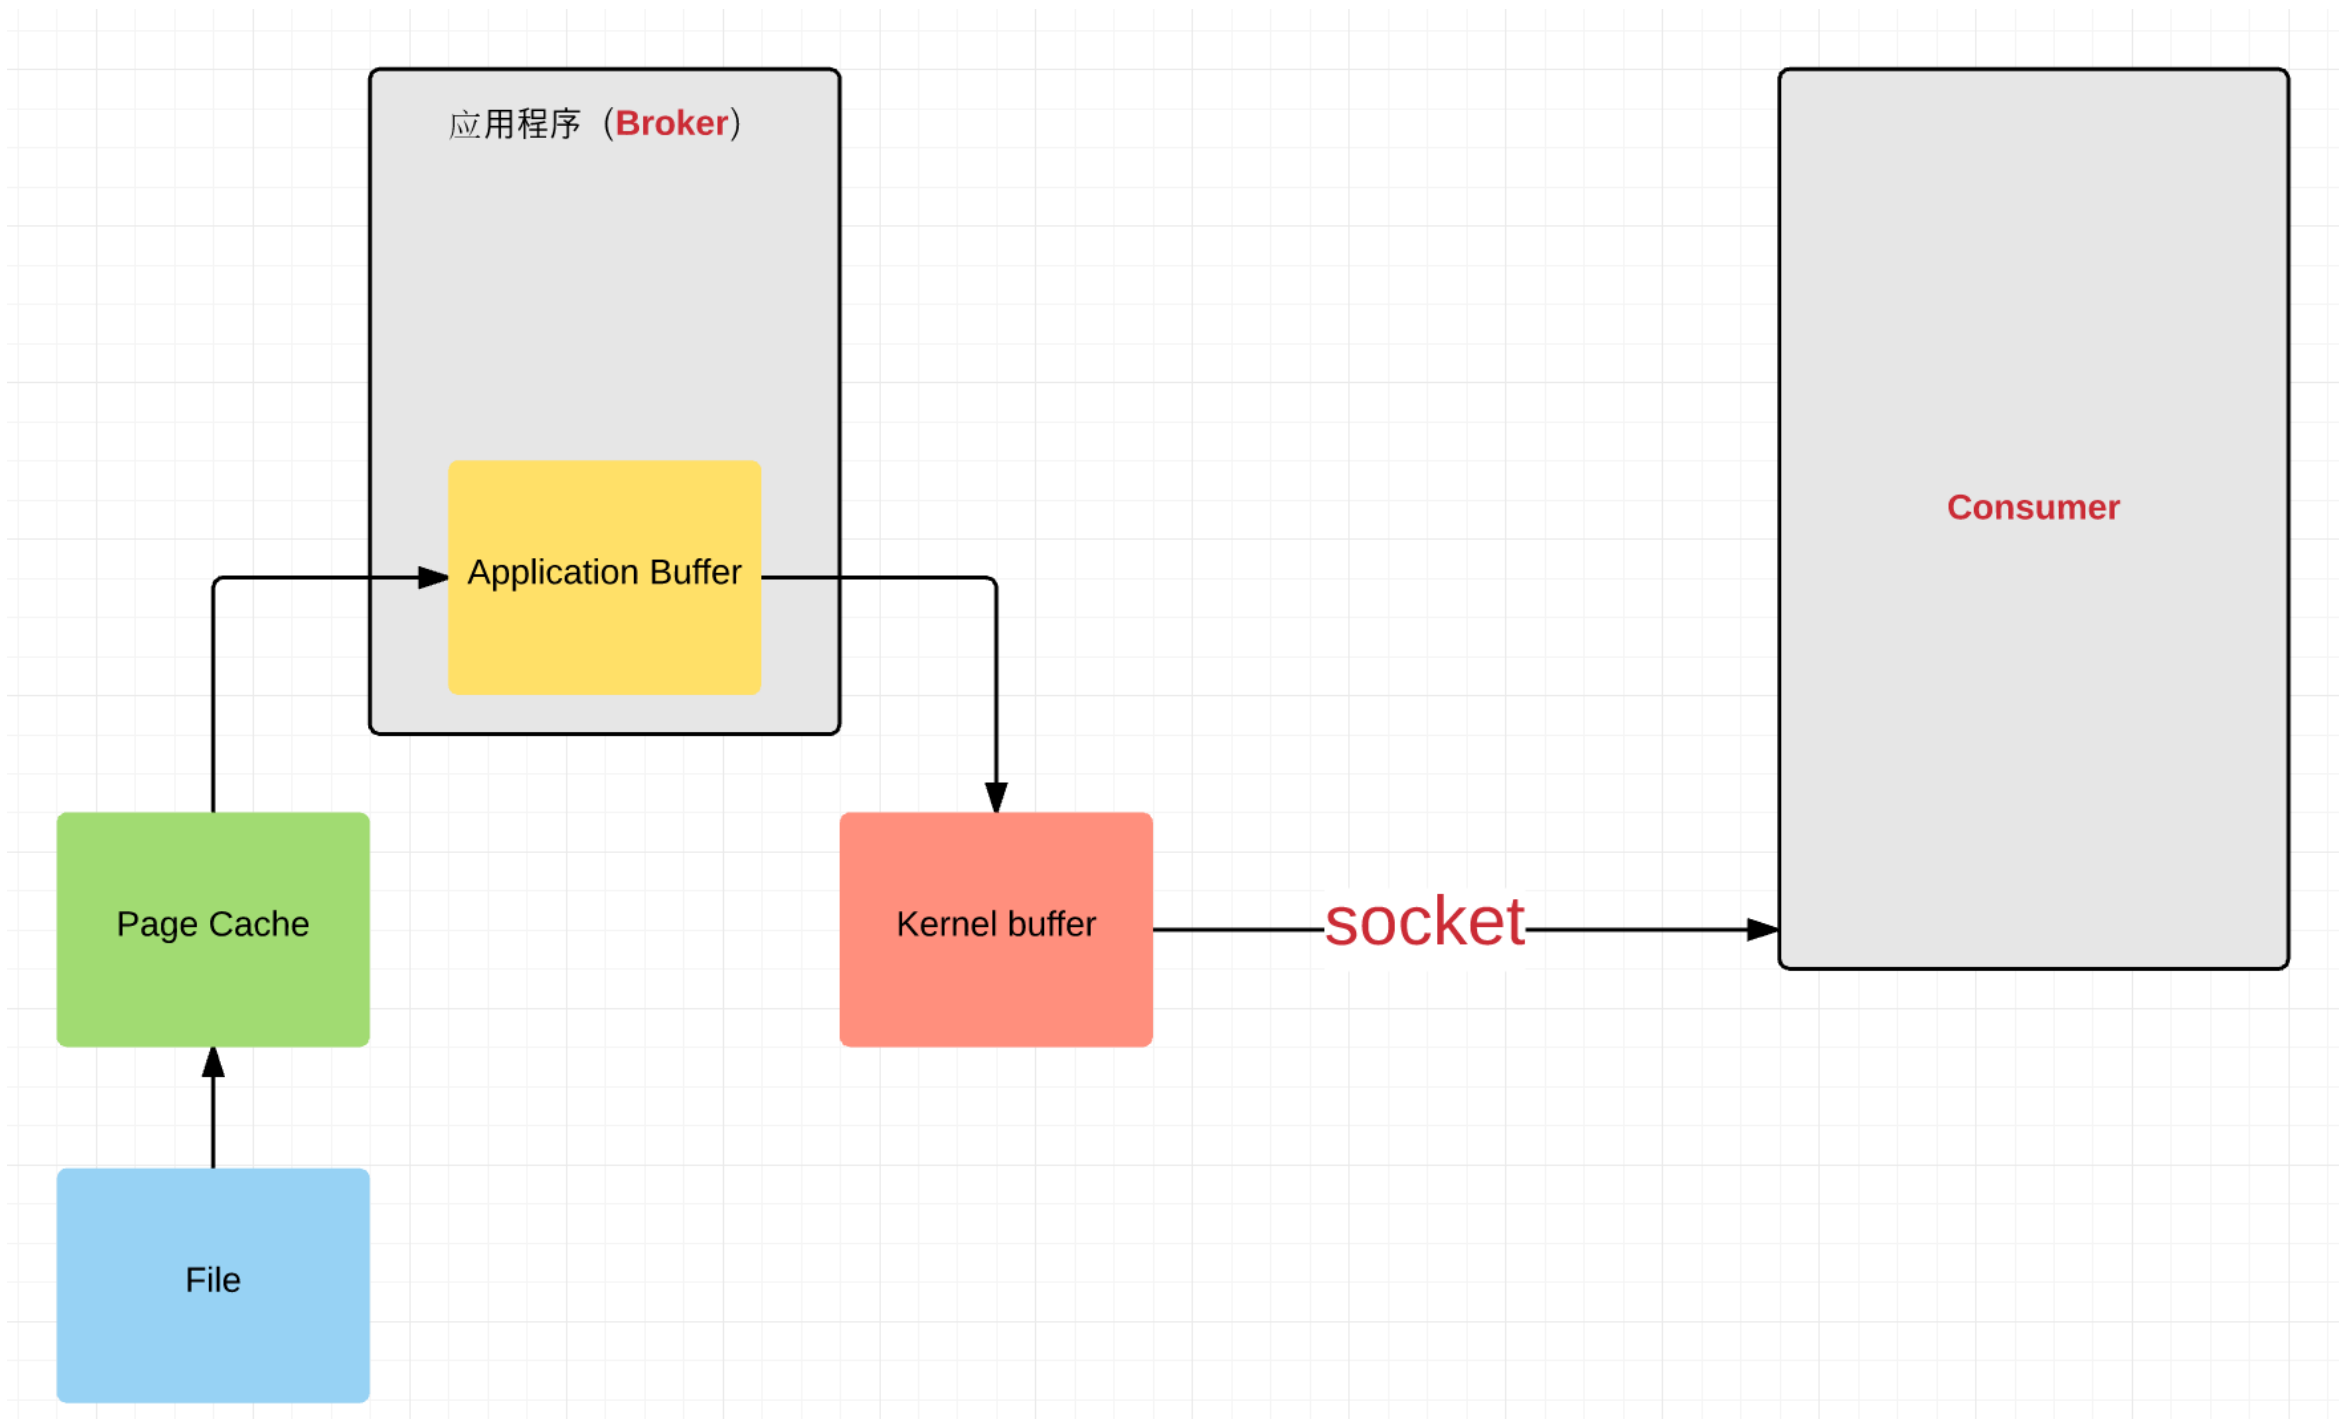 应用程序（Broker）
Consumer
Application Buffer
Page Cache
Kernel buffer
socket
File